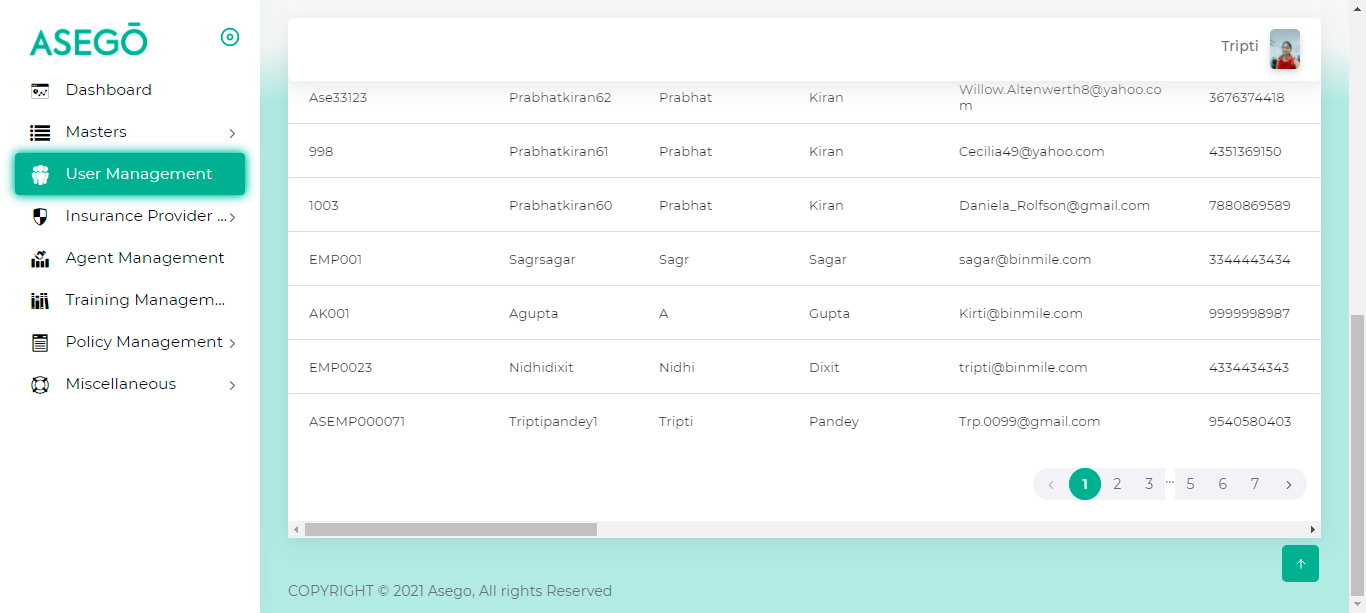 ASEGŌ
Dashboard
Masters
User Management
Insurance Provider ...
Agent Management
Training Managem...
Policy Management
Miscellaneous
Tripti
Ase33123 Prabhatkiran62 Prabhat Kiran Willow.Altenwerth8@yahoo.co 3676374418
m
998 Prabhatkiran61 Prabhat Kiran Cecilia49@yahoo.com 4351369150
1003 Prabhatkiran60 Prabhat Kiran Daniela_Rolfson@gmail.com 7880869589
EMP001 Sagrsagar Sagr Sagar sagar@binmile.com 3344443434
AK001 Agupta A Gupta Kirti@binmile.com 9999998987
EMP0023 Nidhidixit Nidhi Dixit tripti@binmile.com 4334434343
ASEMP000071 Triptipandey1 Tripti Pandey Trp.0099@gmail.com 9540580403
‹ 1 2 3 ... 5 6 7 ›
COPYRIGHT © 2021 Asego, All rights Reserved